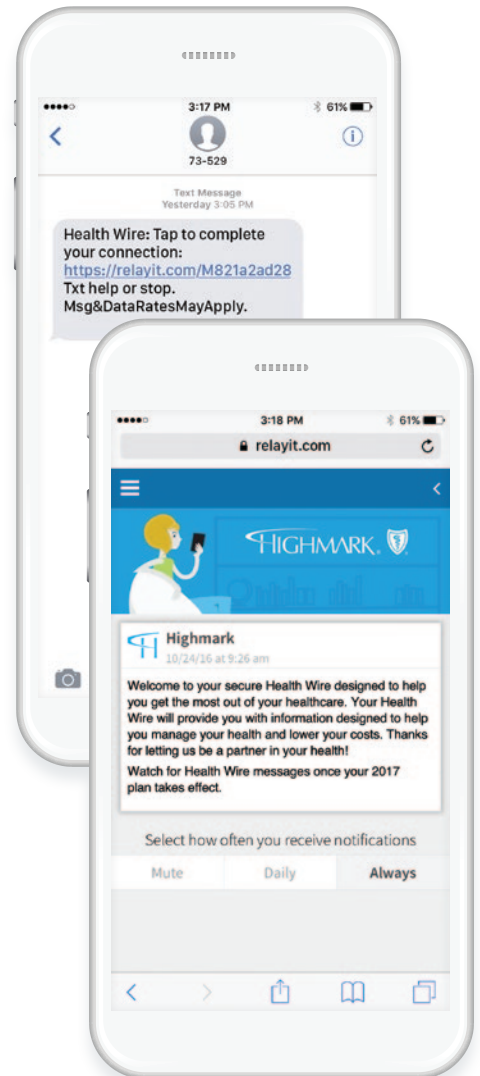 3:17 PM
61%
73-529
Text Message
Yesterday 3:05 PM
Health Wire: Tap to complete
your connection:
https://relayit.com/M821a2ad28
Txt help or stop.
Msg&DataRatesMayApply.
3:18 PM
61%
relayit.com
HIGHMARK.
Highmark
10/24/16 at 9:26 am
Welcome to your secure Health Wire designed to help
you get the most out of your healthcare. Your Health
Wire will provide you with information designed to help
you manage your health and lower your costs. Thanks
for letting us be a partner in your health!
Watch for Health Wire messages once your 2017
plan takes effect.
Select how often you receive notifications
Mute Daily Always